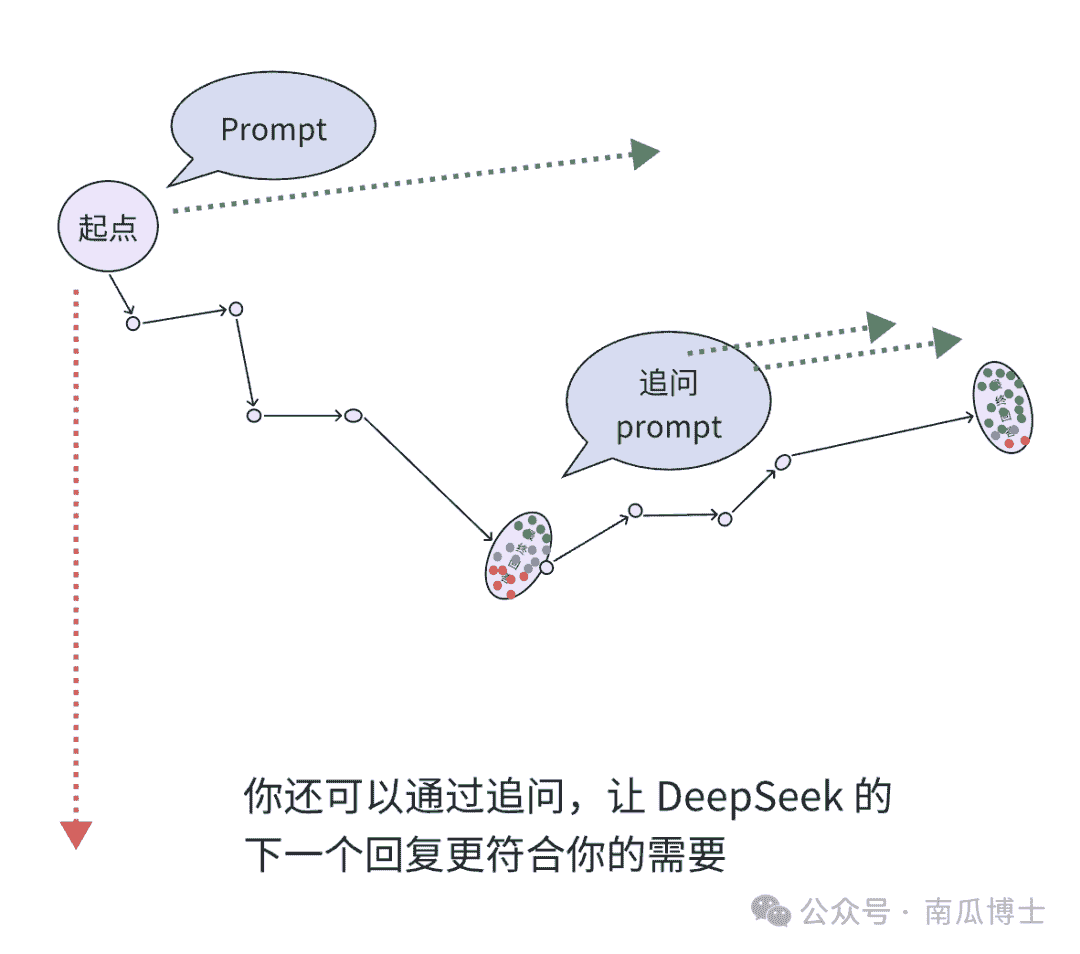 Prompt
起点
追问
prompt
你还可以通过追问，让 DeepSeek 的
下一个回复更符合你的需要
公众号 · 南瓜博士